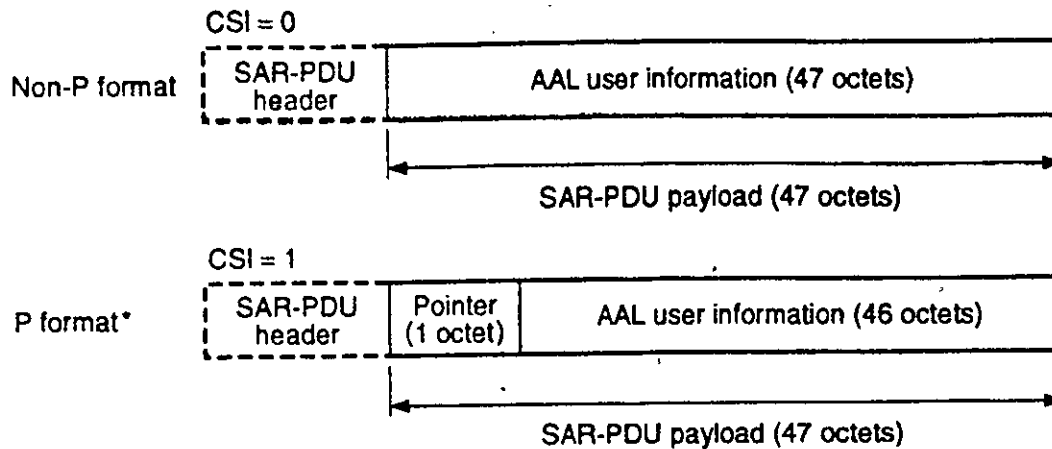 CSI = 0
Non-P format
SAR-PDU
header
AAL user information (47 octets)
SAR-PDU payload (47 octets)
CSI = 1
P format*
SAR-PDU
header
Pointer
(1 octet)
AAL user information (46 octets)
SAR-PDU payload (47 octets)